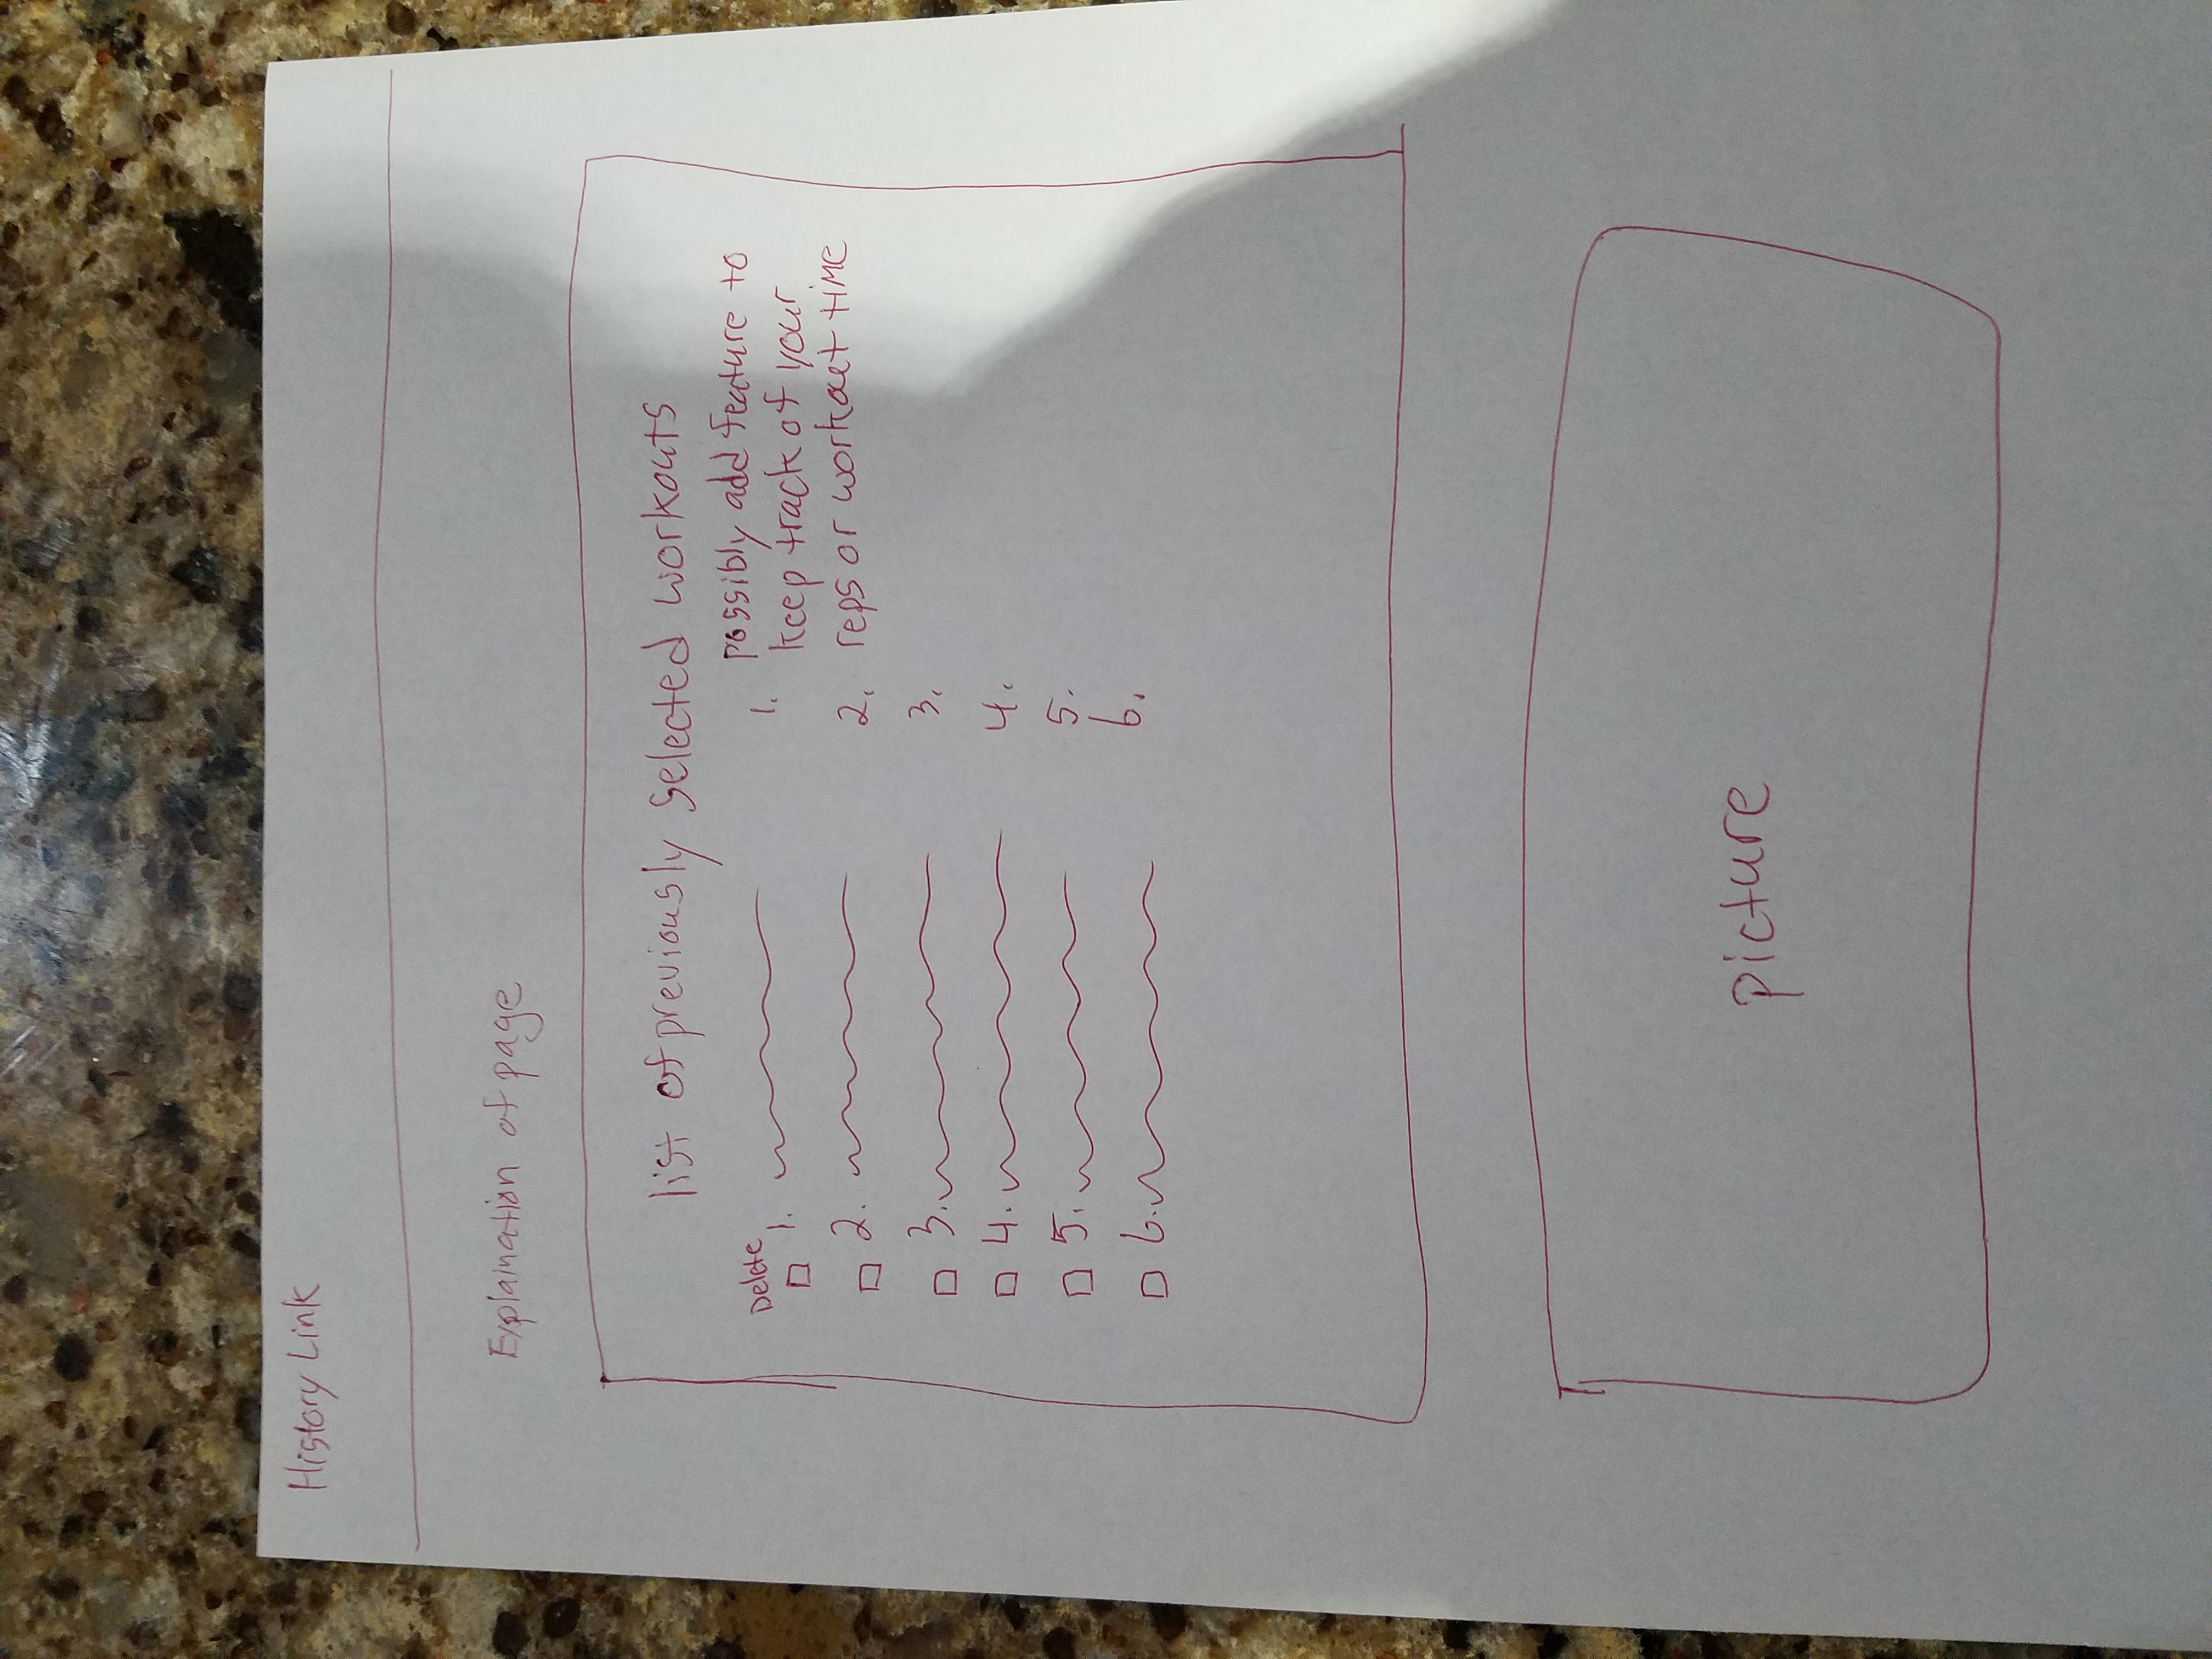 History Link
Explaination of page
list of previously selected workouts
Delete
1.
2.
3.
4.
5.
6.
1. possibly add feature to
keep track of your
2. reps or workout time
3.
4.
5.
6.
picture